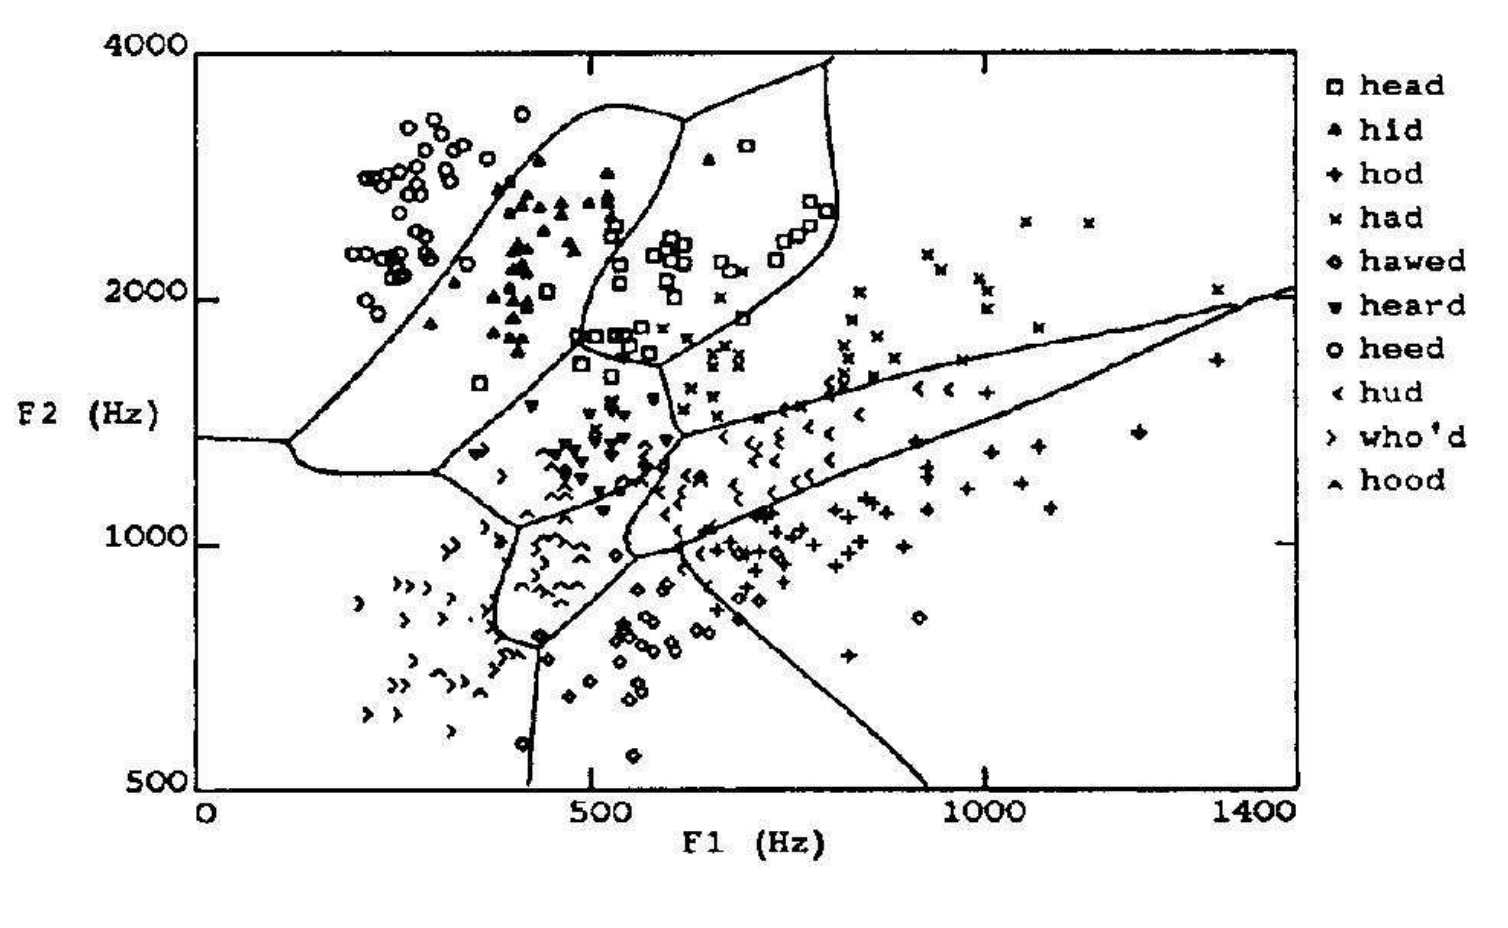 4000
2000
F2 (Hz)
1000
500
0 500 1000 1400
F1 (Hz)
head
hid
hod
had
hawed
heard
heed
hud
who'd
hood